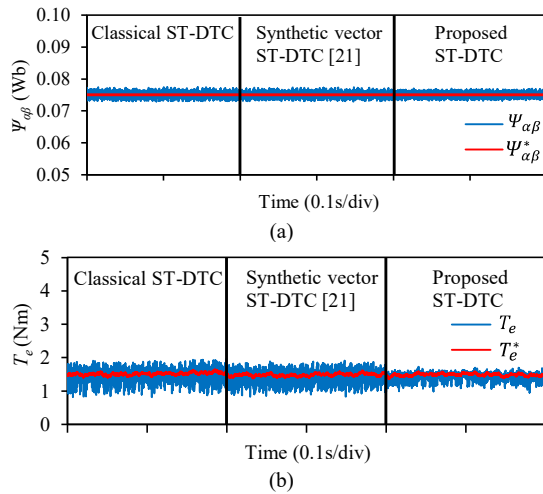 (a)
Classical ST-DTC
Synthetic vector
ST-DTC [21]
Proposed
ST-DTC
0.10
0.09
0.08
0.07
0.06
0.05
Ψαβ (Wb)
Ψαβ
Ψ*αβ
Time (0.1s/div)
(a)
Classical ST-DTC
Synthetic vector
ST-DTC [21]
Proposed
ST-DTC
5
4
3
2
1
0
Te (Nm)
Te
Te*
Time (0.1s/div)
(b)